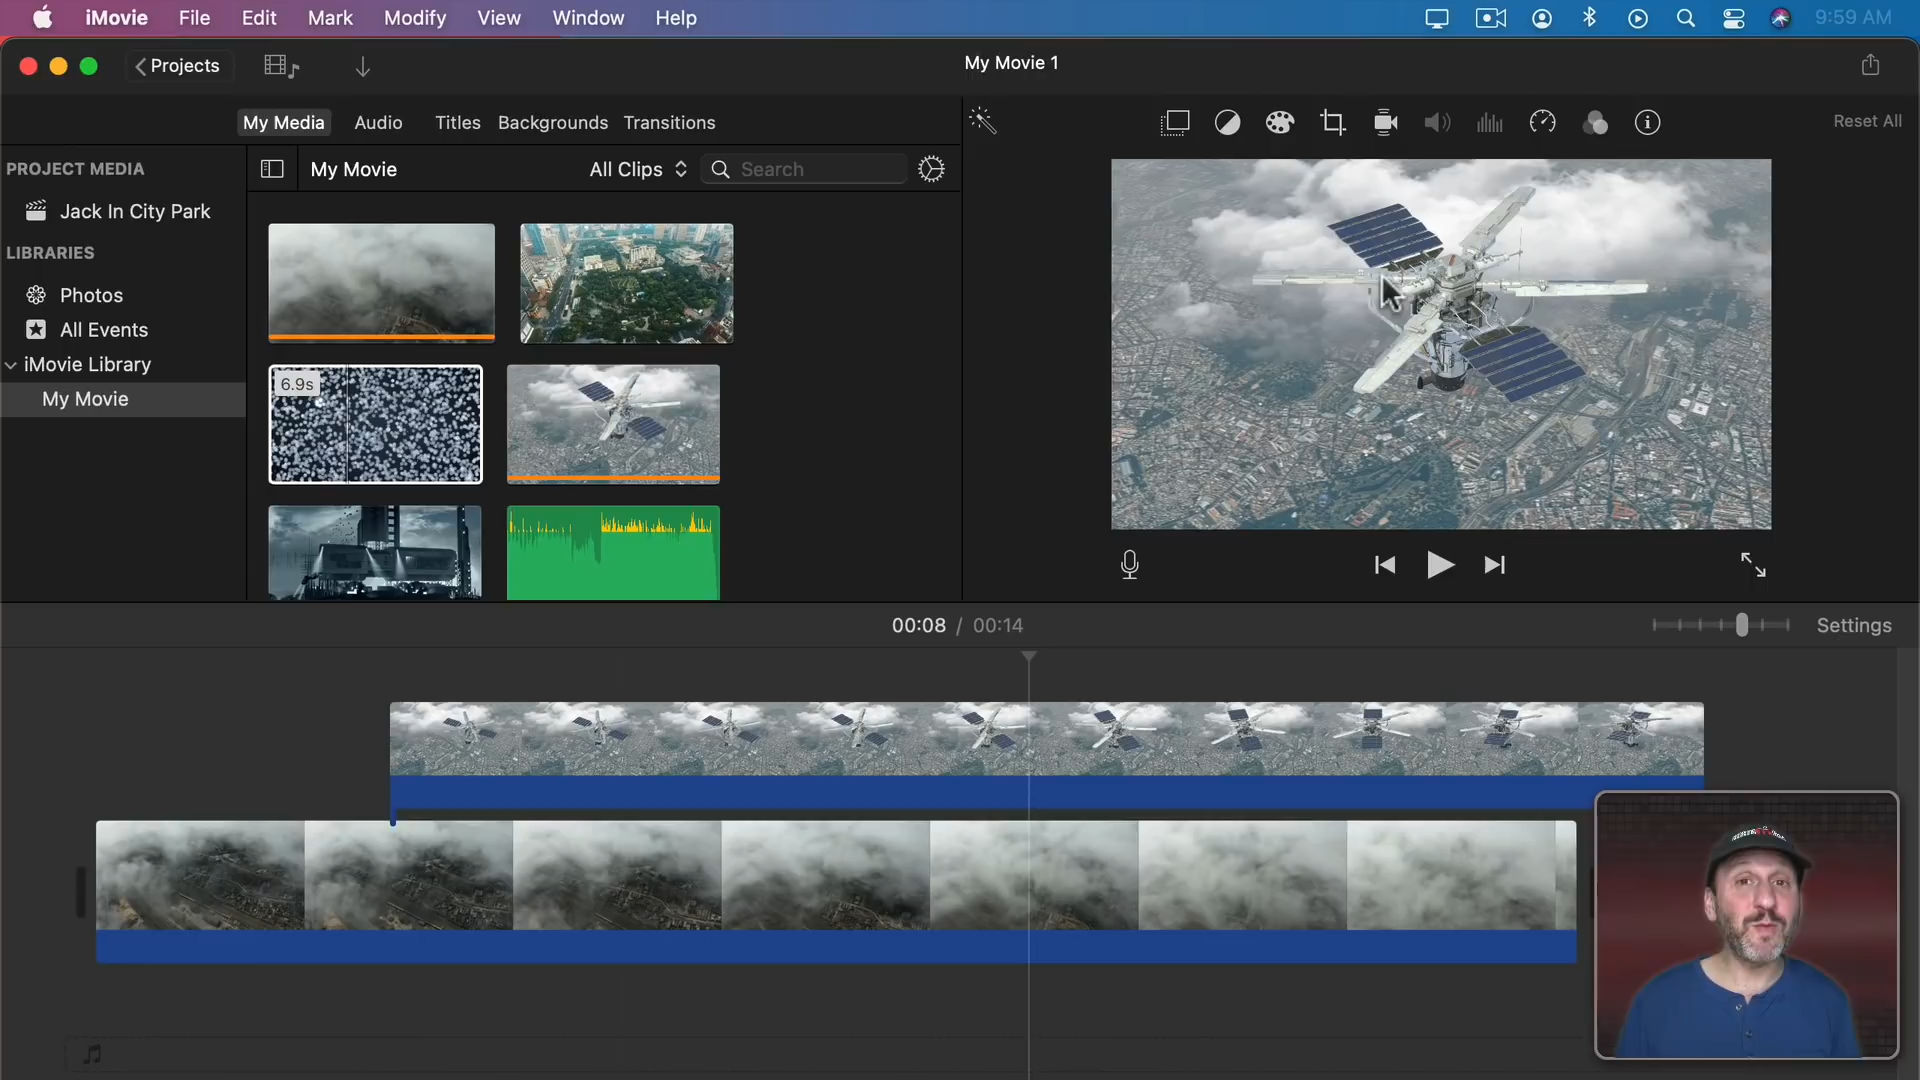 iMovie File Edit Mark Modify View Window Help 9:59 AM
Projects My Movie 1
My Media Audio Titles Backgrounds Transitions Reset All
PROJECT MEDIA
Jack In City Park
LIBRARIES
Photos
All Events
iMovie Library
My Movie
My Movie All Clips Search
6.9s
00:08 / 00:14 Settings